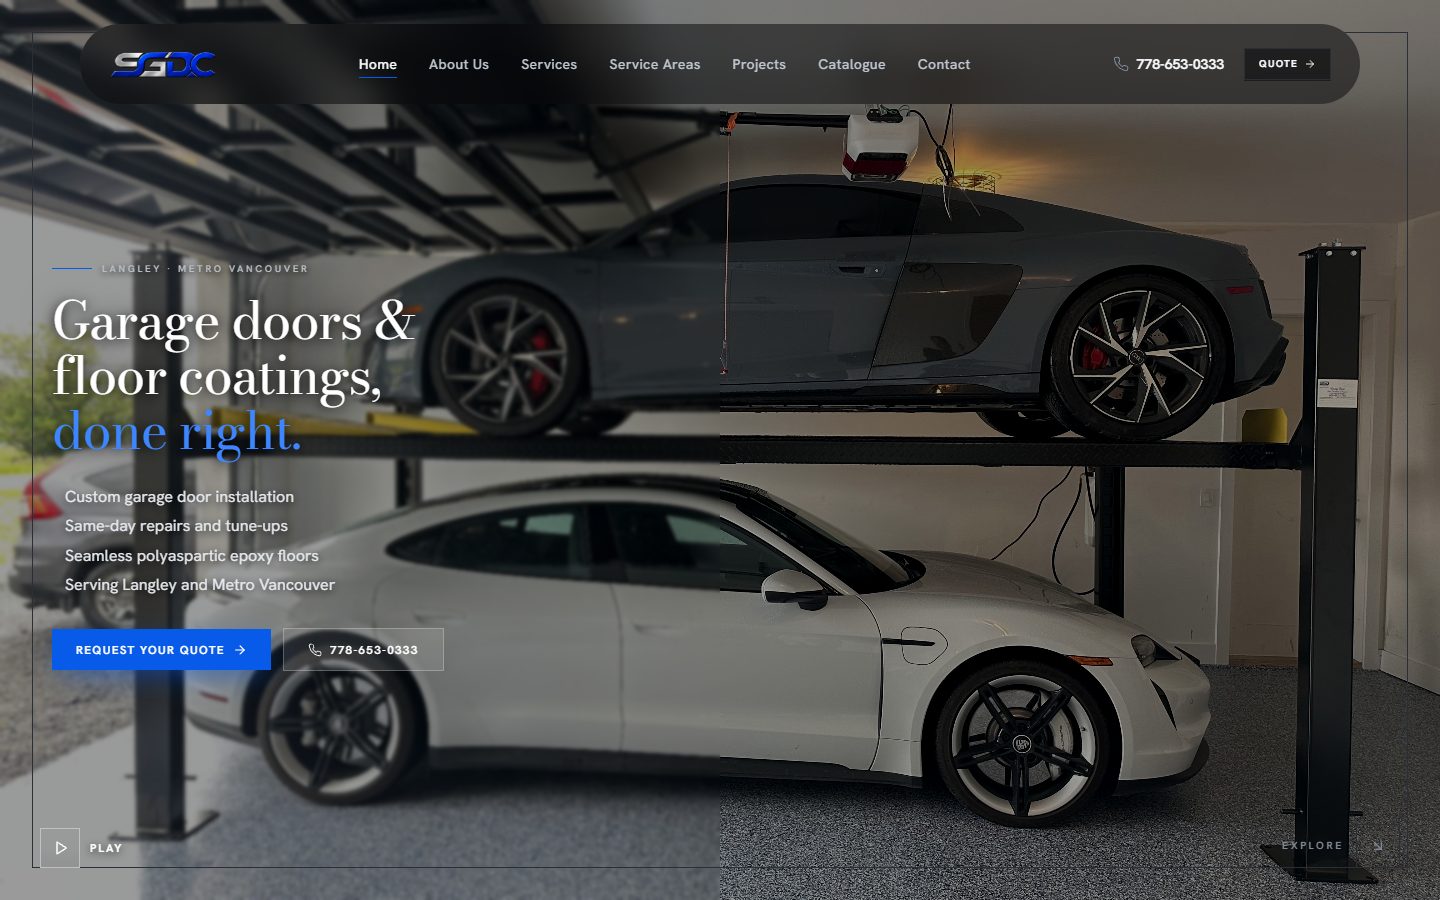 SGDC
Home
About Us
Services
Service Areas
Projects
Catalogue
Contact
778-653-0333
QUOTE
LANGLEY · METRO VANCOUVER
Garage doors &
floor coatings,
done right.
Custom garage door installation
Same-day repairs and tune-ups
Seamless polyaspartic epoxy floors
Serving Langley and Metro Vancouver
REQUEST YOUR QUOTE
778-653-0333
PLAY
EXPLORE